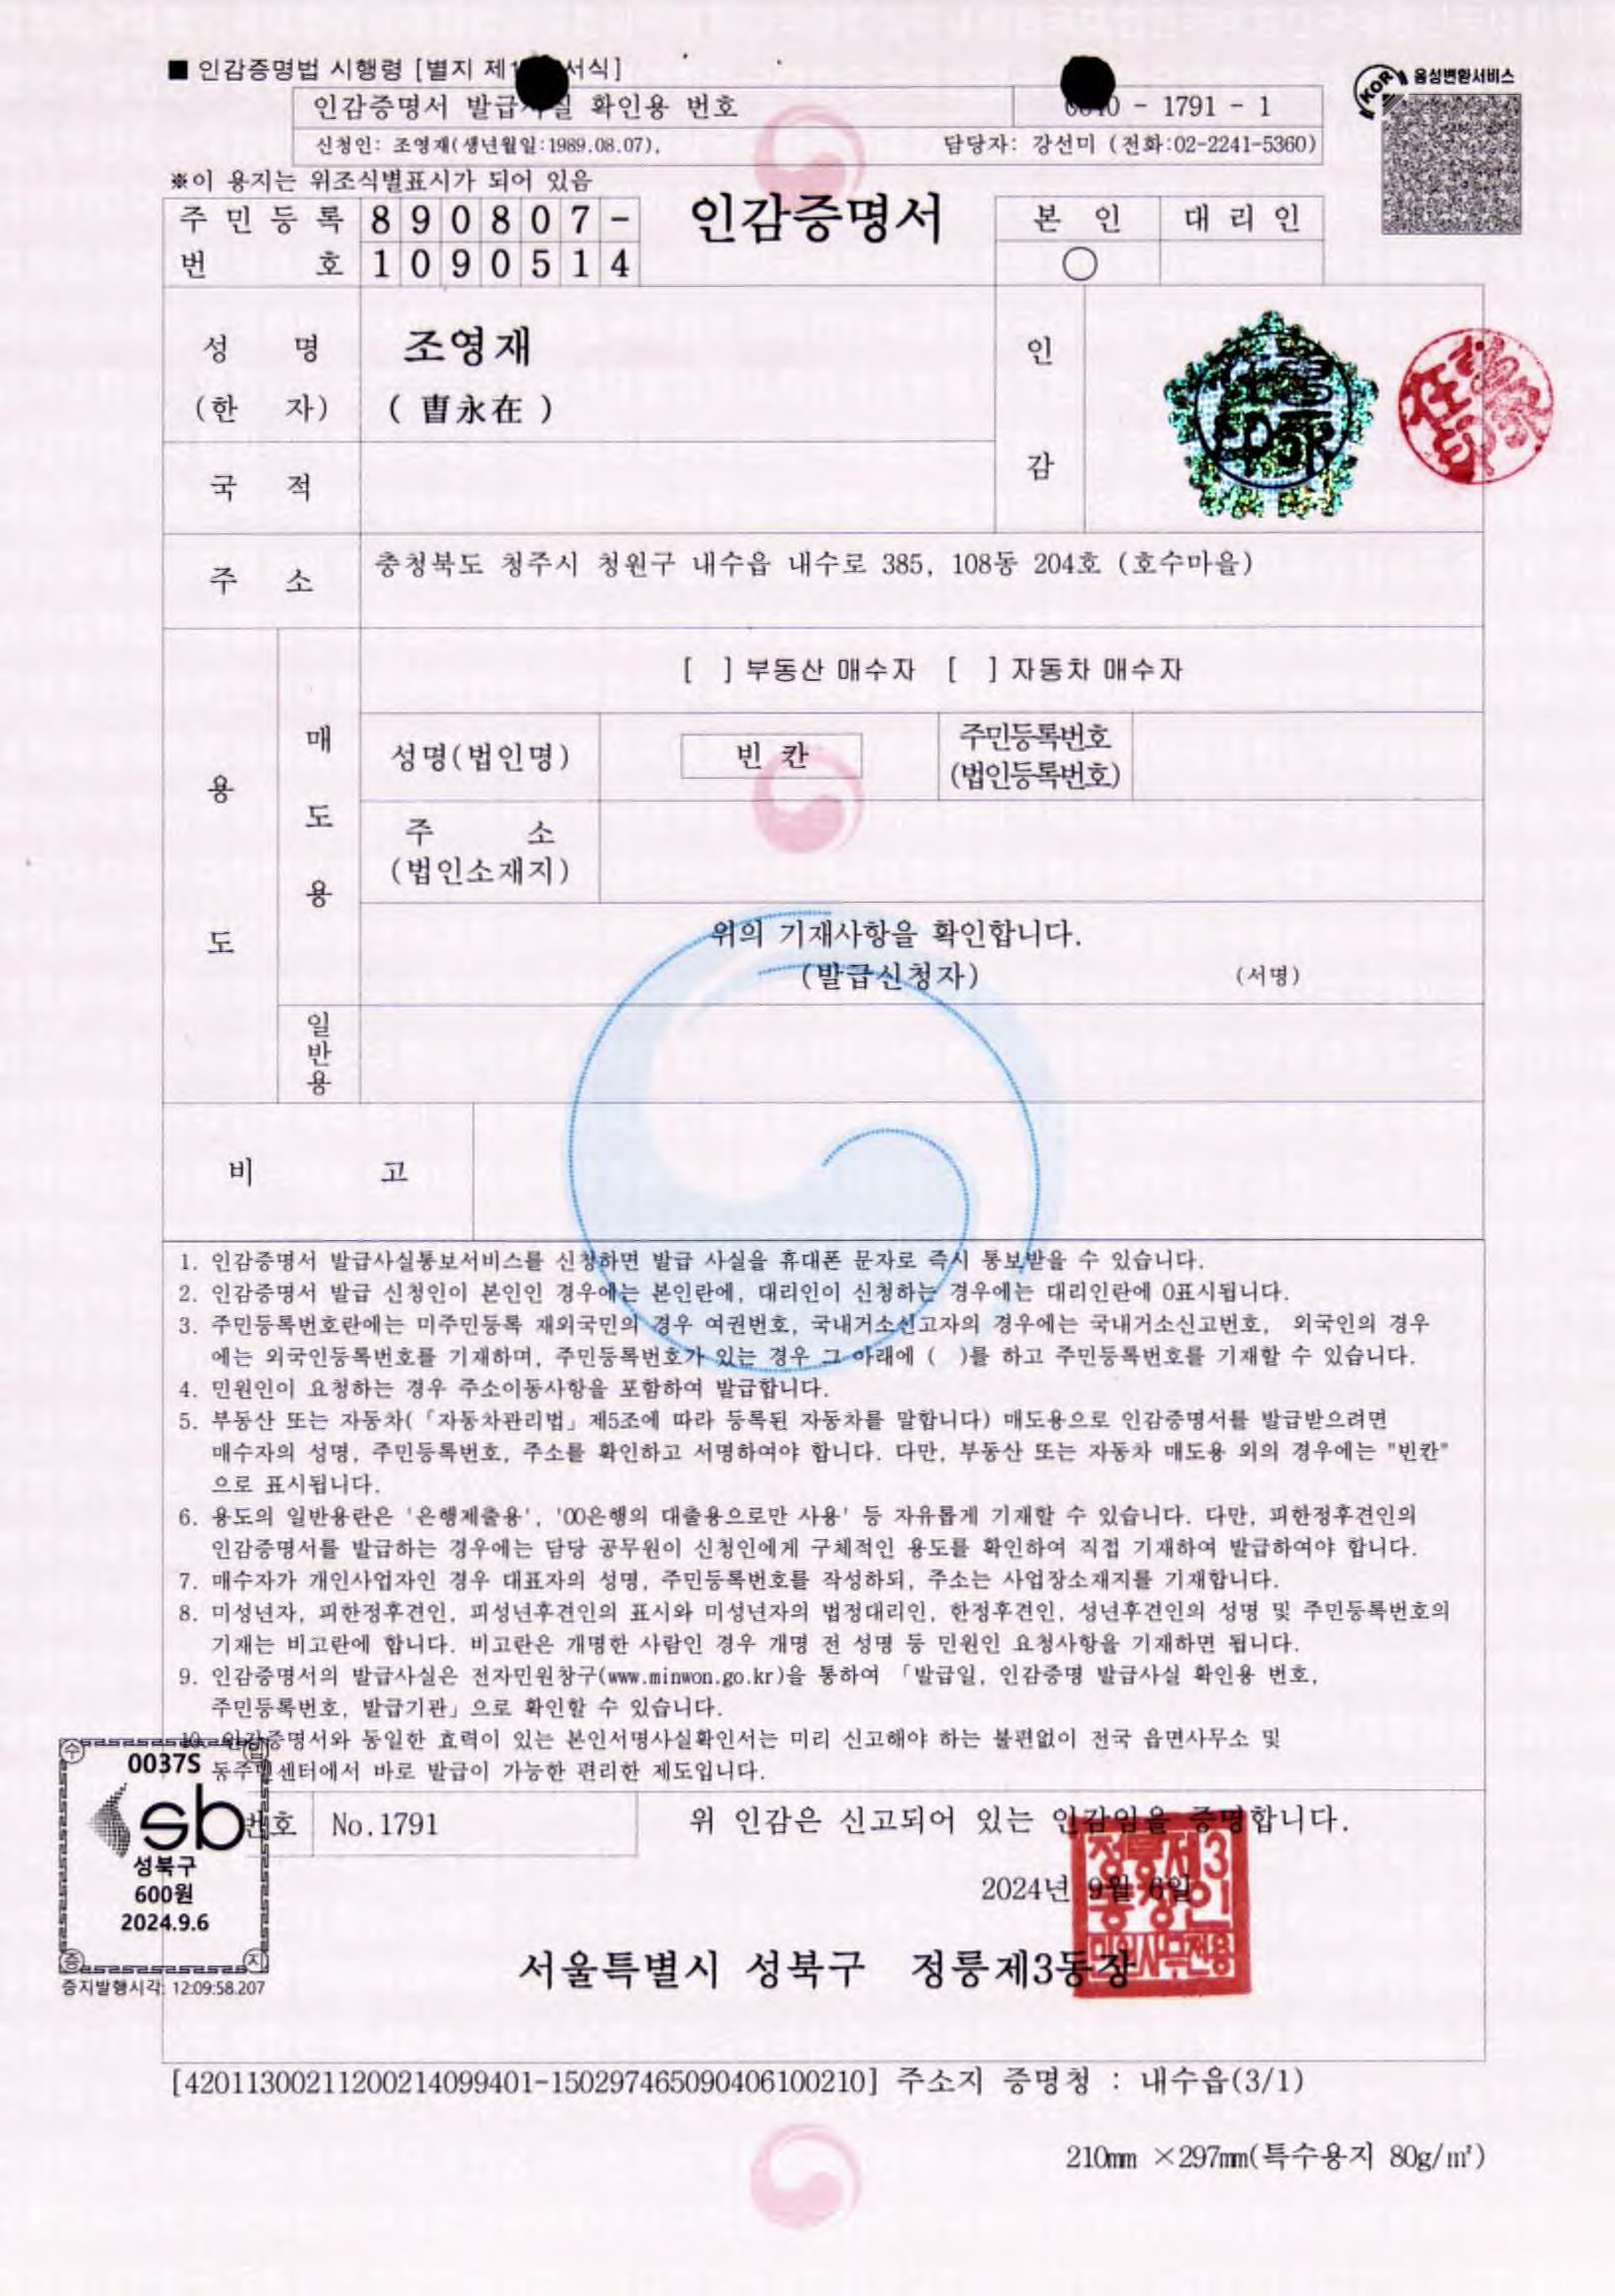 ■ 인감증명법 시행령 [별지 제1 서식]
음성변환서비스
인감증명서 발급사실 확인용 번호 - 1791 - 1
신청인: 조영재(생년월일:1989.08.07), 담당자: 강선미 (전화:02-2241-5360)
※이 용지는 위조식별표시가 되어 있음
주민등록번호 890807-1090514
인감증명서
본 인 대리인
○
성 명 조영재
(한 자) (曺永在)
인감
국 적
주 소 충청북도 청주시 청원구 내수읍 내수로 385, 108동 204호 (호수마을)
용도
매도용
[ ] 부동산 매수자 [ ] 자동차 매수자
성명(법인명) 빈 칸 주민등록번호
(법인등록번호)
주 소
(법인소재지)
위의 기재사항을 확인합니다.
(발급신청자) (서명)
일반용
비 고
1. 인감증명서 발급사실통보서비스를 신청하면 발급 사실을 휴대폰 문자로 즉시 통보받을 수 있습니다.
2. 인감증명서 발급 신청인이 본인인 경우에는 본인란에, 대리인이 신청하는 경우에는 대리인란에 0표시됩니다.
3. 주민등록번호란에는 미주민등록 재외국민의 경우 여권번호, 국내거소신고자의 경우에는 국내거소신고번호, 외국인의 경우
에는 외국인등록번호를 기재하며, 주민등록번호가 있는 경우 그 아래에 ( )를 하고 주민등록번호를 기재할 수 있습니다.
4. 민원인이 요청하는 경우 주소이동사항을 포함하여 발급합니다.
5. 부동산 또는 자동차(「자동차관리법」제5조에 따라 등록된 자동차를 말합니다) 매도용으로 인감증명서를 발급받으려면
매수자의 성명, 주민등록번호, 주소를 확인하고 서명하여야 합니다. 다만, 부동산 또는 자동차 매도용 외의 경우에는 "빈칸"
으로 표시됩니다.
6. 용도의 일반용란은 '은행제출용', '00은행의 대출용으로만 사용' 등 자유롭게 기재할 수 있습니다. 다만, 피한정후견인의
인감증명서를 발급하는 경우에는 담당 공무원이 신청인에게 구체적인 용도를 확인하여 직접 기재하여 발급하여야 합니다.
7. 매수자가 개인사업자인 경우 대표자의 성명, 주민등록번호를 작성하되, 주소는 사업장소재지를 기재합니다.
8. 미성년자, 피한정후견인, 피성년후견인의 표시와 미성년자의 법정대리인, 한정후견인, 성년후견인의 성명 및 주민등록번호의
기재는 비고란에 합니다. 비고란은 개명한 사람인 경우 개명 전 성명 등 민원인 요청사항을 기재하면 됩니다.
9. 인감증명서의 발급사실은 전자민원창구(www.minwon.go.kr)을 통하여 「발급일, 인감증명 발급사실 확인용 번호,
주민등록번호, 발급기관」으로 확인할 수 있습니다.
10. 인감증명서와 동일한 효력이 있는 본인서명사실확인서는 미리 신고해야 하는 불편없이 전국 읍면사무소 및
동주민센터에서 바로 발급이 가능한 편리한 제도입니다.
수입증지
0037S
sb
성북구
600원
2024.9.6
증지발행시각: 12:09:58.207
번호 No.1791
위 인감은 신고되어 있는 인감임을 증명합니다.
2024년 9월 6일
서울특별시 성북구 정릉제3동장
정릉제3동장인 민원사무전용
[42011300211200214099401-150297465090406100210] 주소지 증명청 : 내수읍(3/1)
210㎜ ×297㎜(특수용지 80g/㎡)